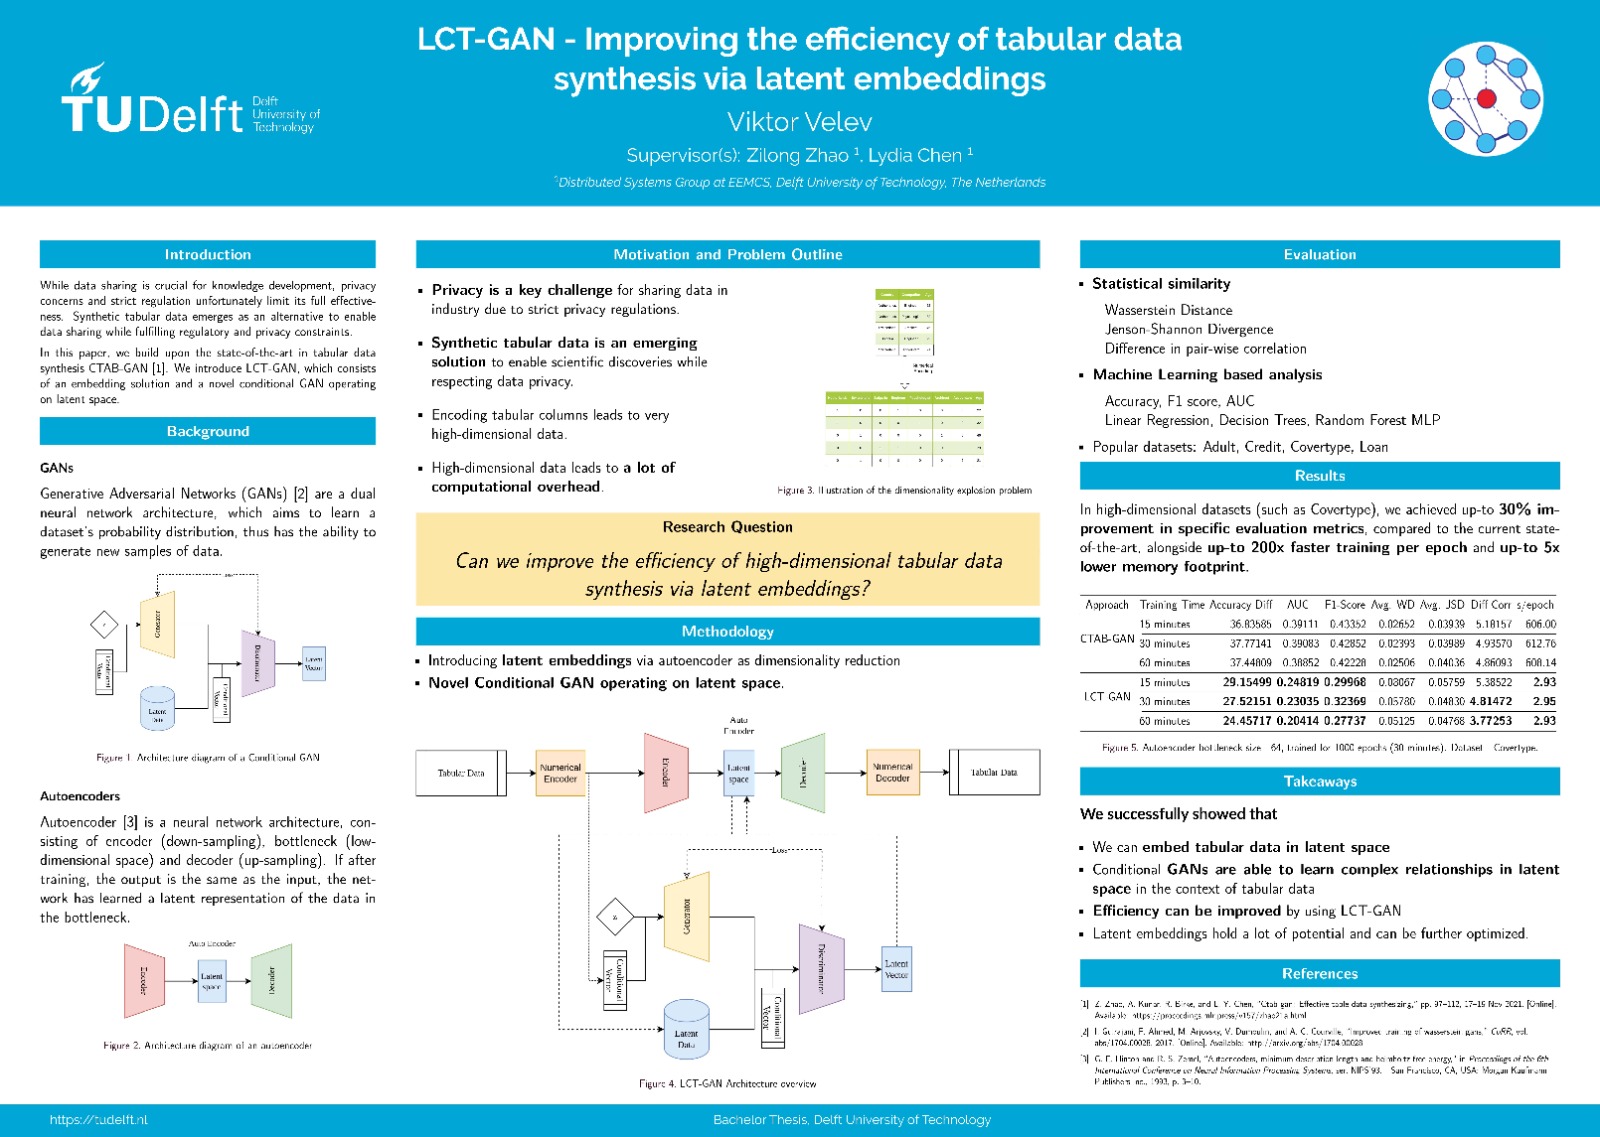 LCT-GAN - Improving the efficiency of tabular data
synthesis via latent embeddings
Viktor Velev
Supervisor(s): Zilong Zhao ¹, Lydia Chen ¹
¹Distributed Systems Group at EEMCS, Delft University of Technology, The Netherlands
TUDelft
Delft
University of
Technology
Introduction
While data sharing is crucial for knowledge development, privacy
concerns and strict regulation unfortunately limit its full effective-
ness. Synthetic tabular data emerges as an alternative to enable
data sharing while fulfilling regulatory and privacy constraints.
In this paper, we build upon the state-of-the-art in tabular data
synthesis CTAB-GAN [1]. We introduce LCT-GAN, which consists
of an embedding solution and a novel conditional GAN operating
on latent space.
Background
GANs
Generative Adversarial Networks (GANs) [2] are a dual
neural network architecture, which aims to learn a
dataset's probability distribution, thus has the ability to
generate new samples of data.
Generator
Conditional Vector
Discriminator
Latent
Vector
Latent
Data
Conditional Vector
Figure 1. Architecture diagram of a Conditional GAN
Autoencoders
Autoencoder [3] is a neural network architecture, con-
sisting of encoder (down-sampling), bottleneck (low-
dimensional space) and decoder (up-sampling). If after
training, the output is the same as the input, the net-
work has learned a latent representation of the data in
the bottleneck.
Auto Encoder
Encoder
Latent
space
Decoder
Figure 2. Architecture diagram of an autoencoder
Motivation and Problem Outline
▪ Privacy is a key challenge for sharing data in
industry due to strict privacy regulations.
▪ Synthetic tabular data is an emerging
solution to enable scientific discoveries while
respecting data privacy.
▪ Encoding tabular columns leads to very
high-dimensional data.
▪ High-dimensional data leads to a lot of
computational overhead.
Numerical
Encoding
Figure 3. Illustration of the dimensionality explosion problem
Research Question
Can we improve the efficiency of high-dimensional tabular data
synthesis via latent embeddings?
Methodology
▪ Introducing latent embeddings via autoencoder as dimensionality reduction
▪ Novel Conditional GAN operating on latent space.
Auto
Encoder
Tabular Data
Numerical
Encoder
Encoder
Latent
space
Decoder
Numerical
Decoder
Tabular Data
Loss
Generator
Conditional
Vector
Discriminator
Latent
Vector
Conditional
Vector
Latent
Data
Figure 4. LCT-GAN Architecture overview
Evaluation
▪ Statistical similarity
Wasserstein Distance
Jenson-Shannon Divergence
Difference in pair-wise correlation
▪ Machine Learning based analysis
Accuracy, F1 score, AUC
Linear Regression, Decision Trees, Random Forest MLP
▪ Popular datasets: Adult, Credit, Covertype, Loan
Results
In high-dimensional datasets (such as Covertype), we achieved up-to 30% im-
provement in specific evaluation metrics, compared to the current state-
of-the-art, alongside up-to 200x faster training per epoch and up-to 5x
lower memory footprint.
Approach Training Time Accuracy Diff AUC F1-Score Avg. WD Avg. JSD Diff Corr s/epoch
15 minutes 36.83585 0.39111 0.43352 0.02652 0.03939 5.18157 606.00
CTAB-GAN 30 minutes 37.77141 0.39083 0.42852 0.02393 0.03989 4.93570 612.76
60 minutes 37.44809 0.38852 0.42228 0.02506 0.04036 4.86093 608.14
15 minutes 29.15499 0.24819 0.29968 0.08067 0.05759 5.38522 2.93
LCT GAN 30 minutes 27.52151 0.23035 0.32369 0.05780 0.04830 4.81472 2.95
60 minutes 24.45717 0.20414 0.27737 0.05125 0.04768 3.77253 2.93
Figure 5. Autoencoder bottleneck size 64, trained for 1000 epochs (30 minutes). Dataset Covertype.
Takeaways
We successfully showed that
▪ We can embed tabular data in latent space
▪ Conditional GANs are able to learn complex relationships in latent
space in the context of tabular data
▪ Efficiency can be improved by using LCT-GAN
▪ Latent embeddings hold a lot of potential and can be further optimized.
References
[1] Z. Zhao, A. Kunar, R. Birke, and L. Y. Chen, "Ctab-gan: Effective table data synthesizing," pp. 97–112, 17–19 Nov 2021. [Online].
Available: https://proceedings.mlr.press/v157/zhao21a.html
[2] I. Gulrajani, F. Ahmed, M. Arjovsky, V. Dumoulin, and A. C. Courville, "Improved training of wasserstein gans," CoRR, vol.
abs/1704.00028, 2017. [Online]. Available: http://arxiv.org/abs/1704.00028
[3] G. E. Hinton and R. S. Zemel, "Autoencoders, minimum description length and helmholtz free energy," in Proceedings of the 6th
International Conference on Neural Information Processing Systems, ser. NIPS'93. San Francisco, CA, USA: Morgan Kaufmann
Publishers Inc., 1993, p. 3–10.
https://tudelft.nl
Bachelor Thesis, Delft University of Technology